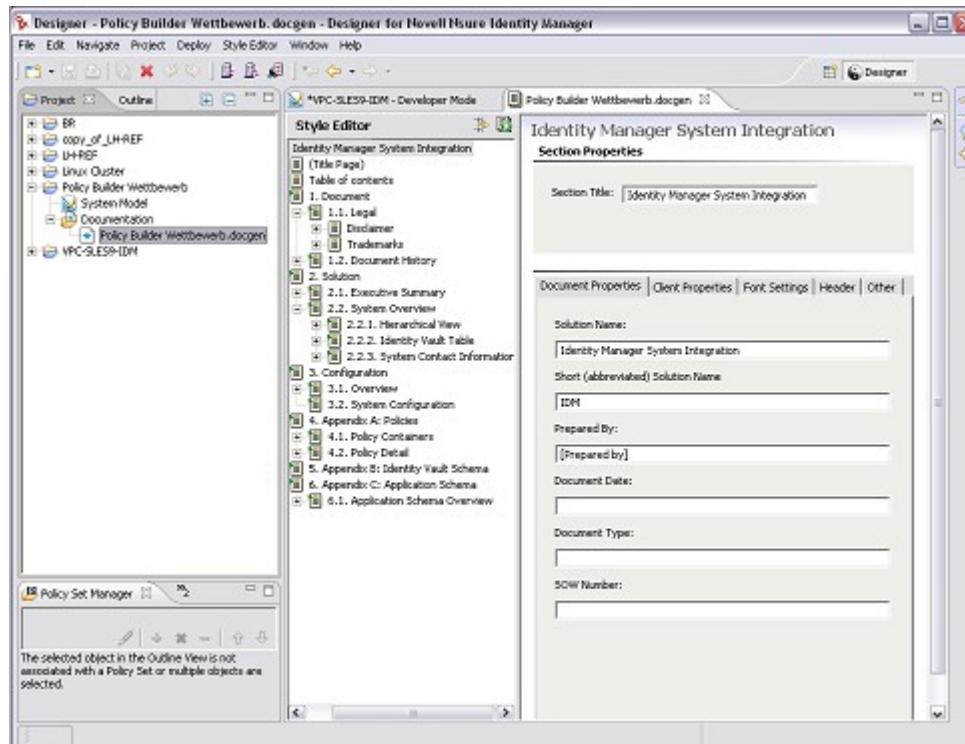 Designer - Policy Builder Wettbewerb.docgen - Designer for Novell Nsure Identity Manager
File Edit Navigate Project Deploy StyleEditor Window Help
Designer
Project
Outline
BR
copy_of_LH-REF
LH-REF
Linux Cluster
Policy Builder Wettbewerb
System Model
Documentation
Policy Builder Wettbewerb.docgen
VPC-SLES9-IDM
Policy Set Manager
2
The selected object in the Outline View is not
associated with a Policy Set or multiple objects are
selected.
*VPC-SLES9-IDM - Developer Mode
Policy Builder Wettbewerb.docgen
Style Editor
Identity Manager System Integration
(Title Page)
Table of contents
1. Document
1.1. Legal
Disclaimer
Trademarks
1.2. Document History
2. Solution
2.1. Executive Summary
2.2. System Overview
2.2.1. Hierarchical View
2.2.2. Identity Vault Table
2.2.3. System Contact Information
3. Configuration
3.1. Overview
3.2. System Configuration
4. Appendix A: Policies
4.1. Policy Containers
4.2. Policy Detail
5. Appendix B: Identity Vault Schema
6. Appendix C: Application Schema
6.1. Application Schema Overview
Identity Manager System Integration
Section Properties
Section Title: Identity Manager System Integration
Document Properties Client Properties Font Settings Header Other
Solution Name:
Identity Manager System Integration
Short (abbreviated) Solution Name
IDM
Prepared By:
[Prepared by]
Document Date:
Document Type:
SOW Number: